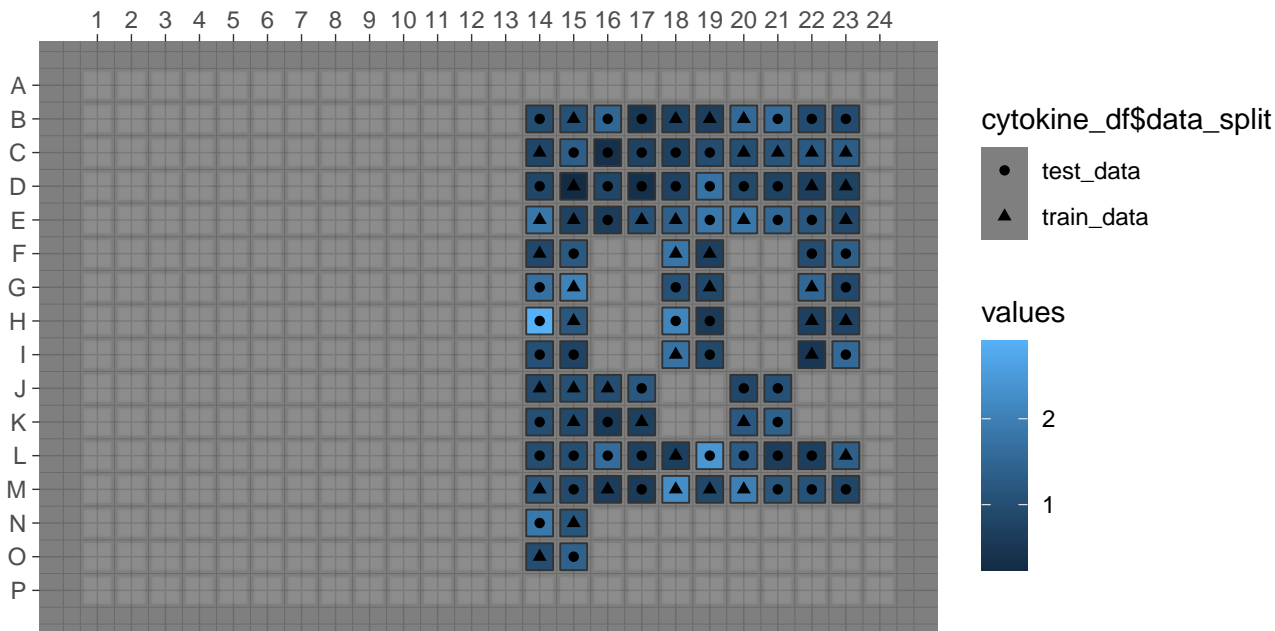 1 2 3 4 5 6 7 8 9 10 11 12 13 14 15 16 17 18 19 20 21 22 23 24
A
B
C
D
E
F
G
H
I
J
K
L
M
N
O
P
cytokine_df$data_split
test_data
train_data
values
2
1